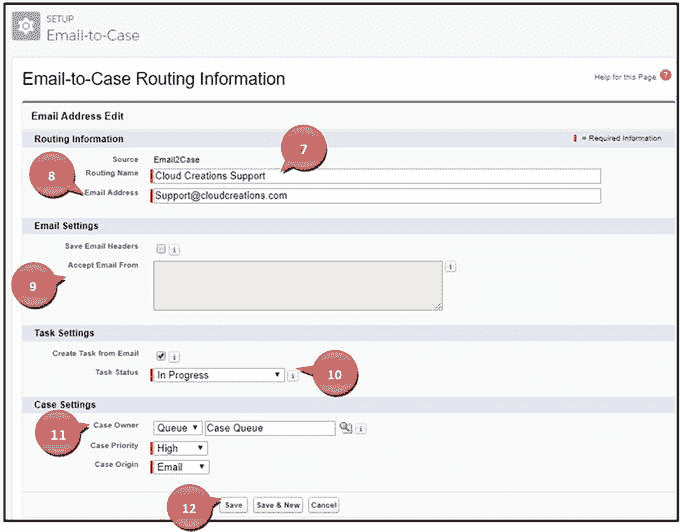 SETUP
Email-to-Case
Email-to-Case Routing Information
Help for this Page ?
Email Address Edit
Routing Information
= Required Information
7
Source Email2Case
Routing Name Cloud Creations Support
8
Email Address Support@cloudcreations.com
Email Settings
Save Email Headers i
Accept Email From i
9
Task Settings
Create Task from Email i
Task Status In Progress i
10
Case Settings
Case Owner Queue Case Queue i
11
Case Priority High
Case Origin Email
12
Save Save & New Cancel